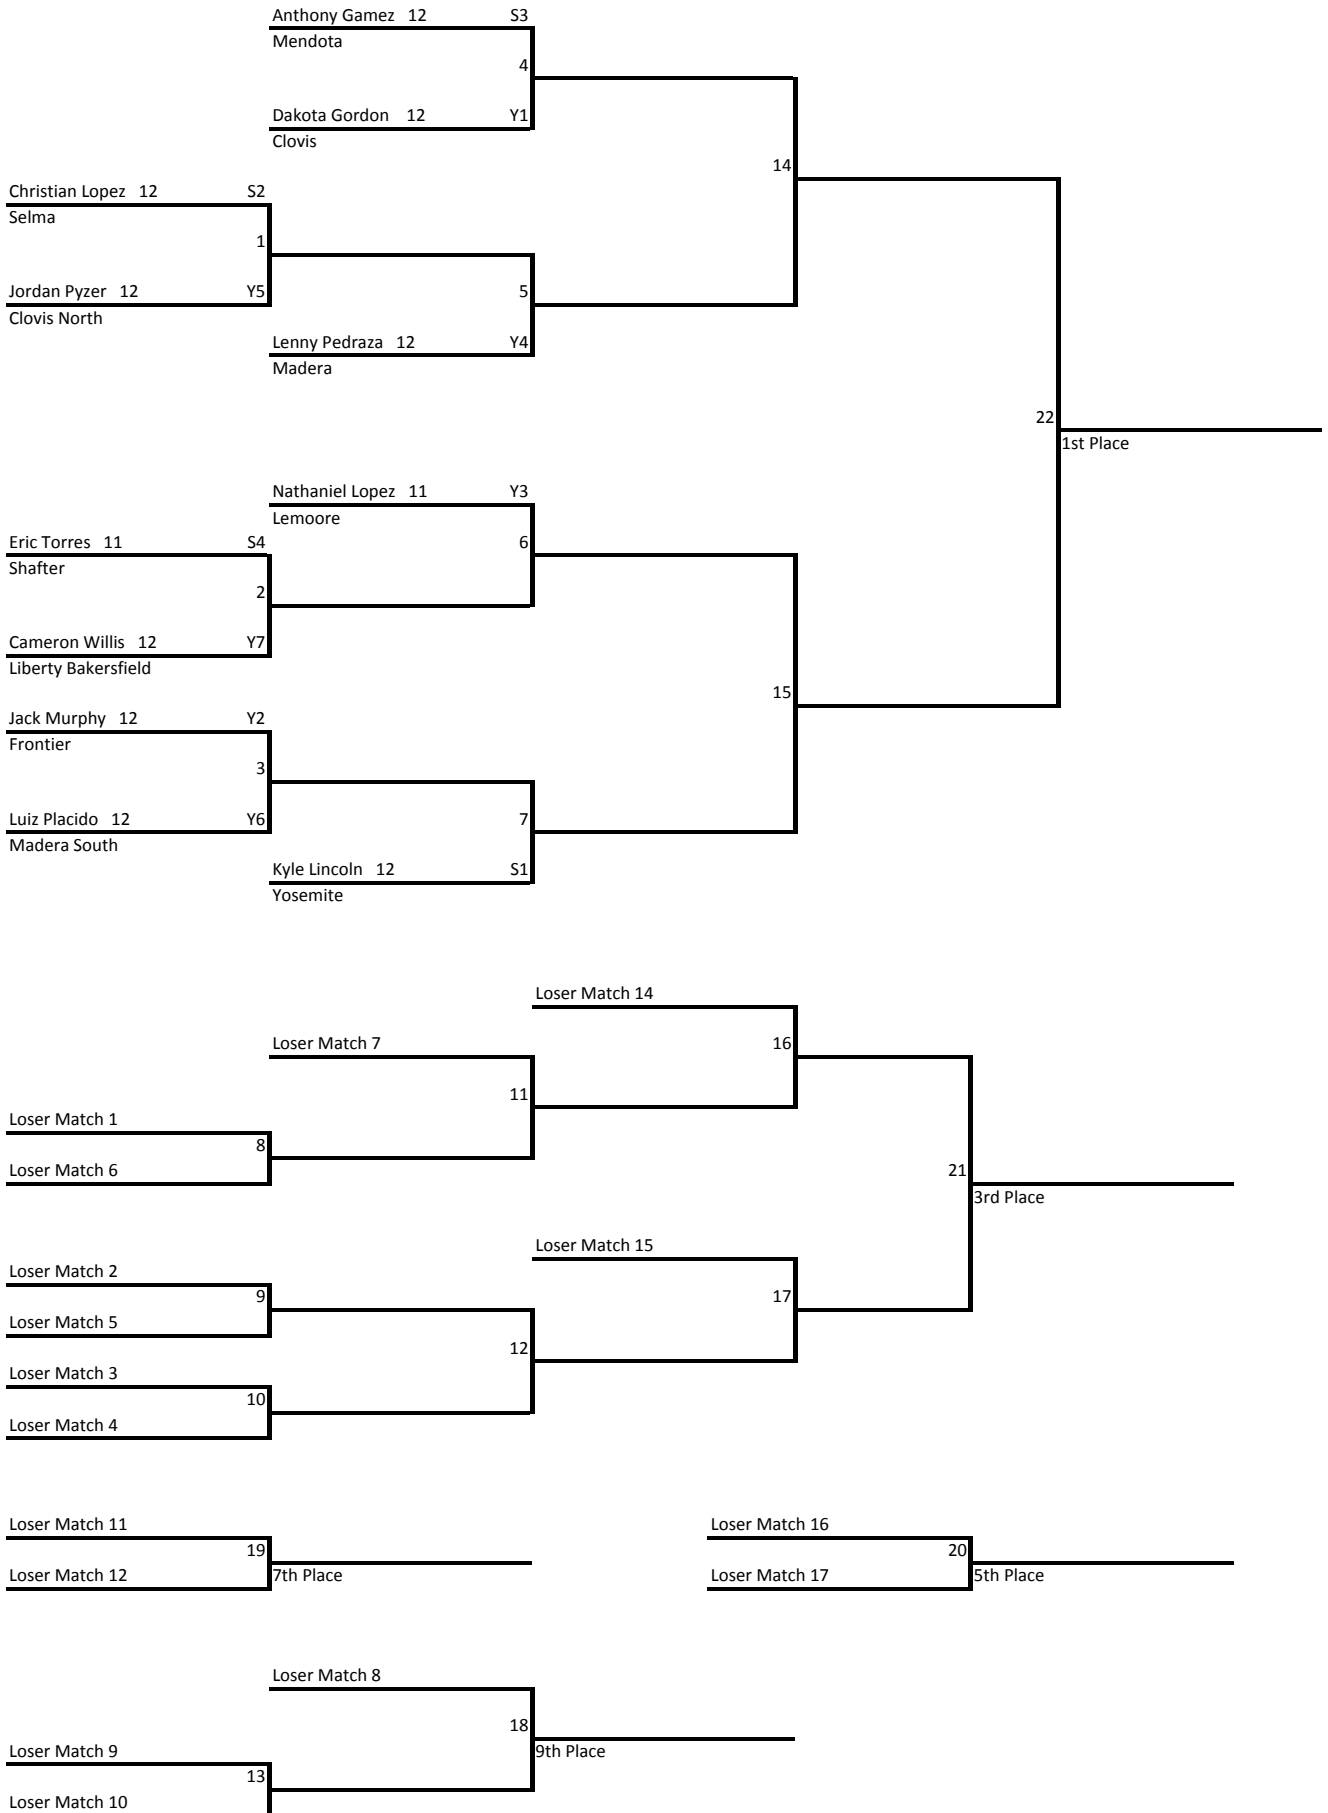 Anthony Gamez 12 S3
Mendota
4
Dakota Gordon 12 Y1
Clovis
14
Christian Lopez 12 S2
Selma
1
Jordan Pyzer 12 Y5
5
Clovis North
Lenny Pedraza 12 Y4
Madera
22
1st Place
Nathaniel Lopez 11 Y3
Lemoore
Eric Torres 11 S4
6
Shafter
2
Cameron Willis 12 Y7
Liberty Bakersfield
15
Jack Murphy 12 Y2
Frontier
3
Luiz Placido 12 Y6
7
Madera South
Kyle Lincoln 12 S1
Yosemite
Loser Match 14
Loser Match 7
16
11
Loser Match 1
8
Loser Match 6
21
3rd Place
Loser Match 15
Loser Match 2
9
17
Loser Match 5
12
Loser Match 3
10
Loser Match 4
Loser Match 11
Loser Match 16
19
20
Loser Match 12
7th Place
Loser Match 17
5th Place
Loser Match 8
18
Loser Match 9
9th Place
13
Loser Match 10